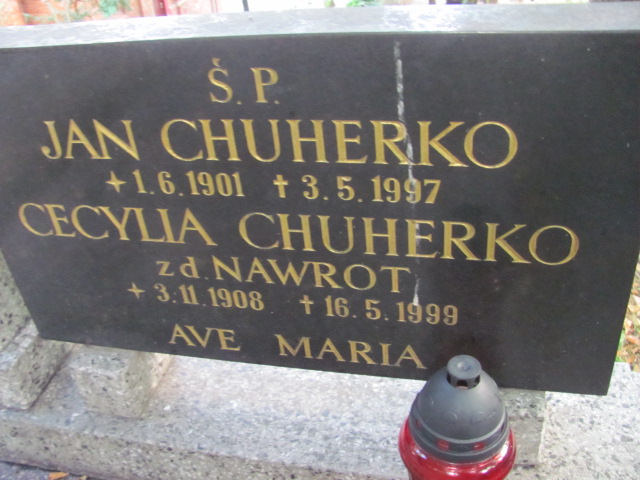 Ś. P.
JAN CHUHERKO
+ 1. 6. 1901 † 3. 5. 1997
CECYLIA CHUHERKO
z d. NAWROT
+ 3. 11. 1908 † 16. 5. 1999
AVE MARIA